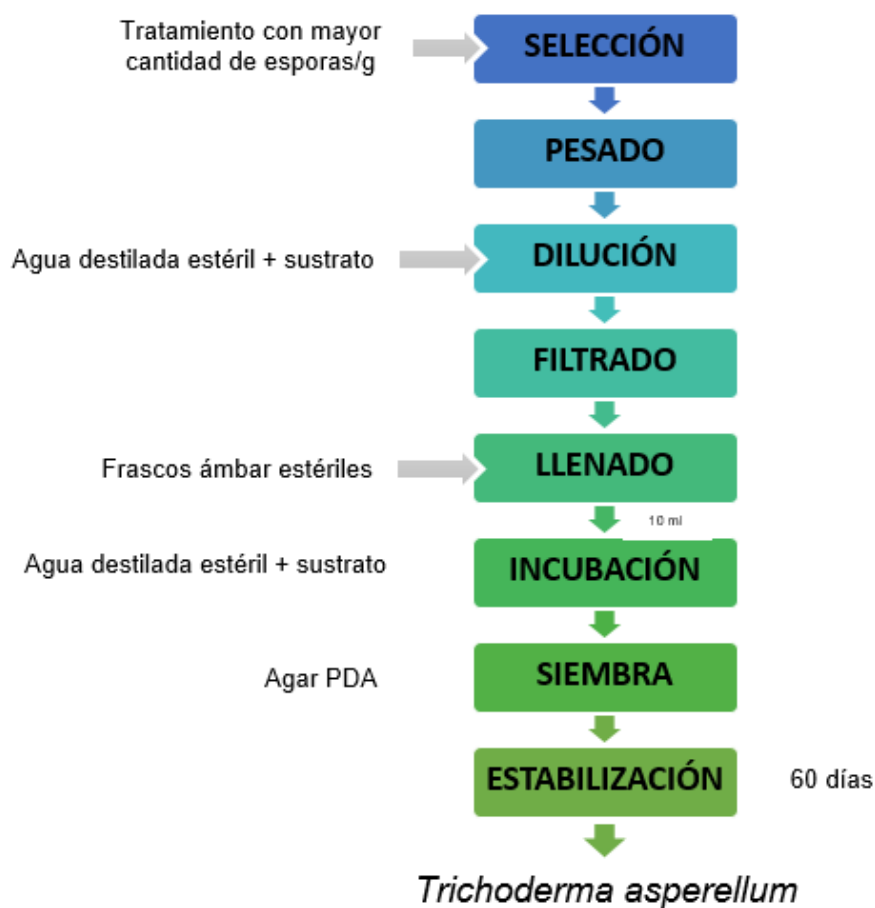 Tratamiento con mayor
cantidad de esporas/g
SELECCIÓN
PESADO
Agua destilada estéril + sustrato
DILUCIÓN
FILTRADO
Frascos ámbar estériles
LLENADO
10 ml
Agua destilada estéril + sustrato
INCUBACIÓN
Agar PDA
SIEMBRA
ESTABILIZACIÓN
60 días
Trichoderma asperellum